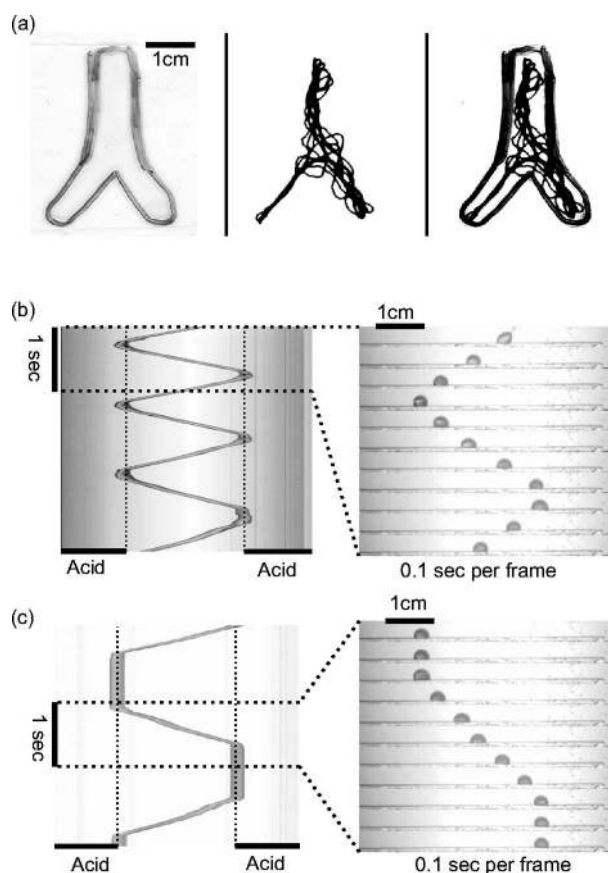 (a)
1cm
(b)
1cm
1 sec
Acid
Acid
0.1 sec per frame
(c)
1cm
1 sec
Acid
Acid
0.1 sec per frame